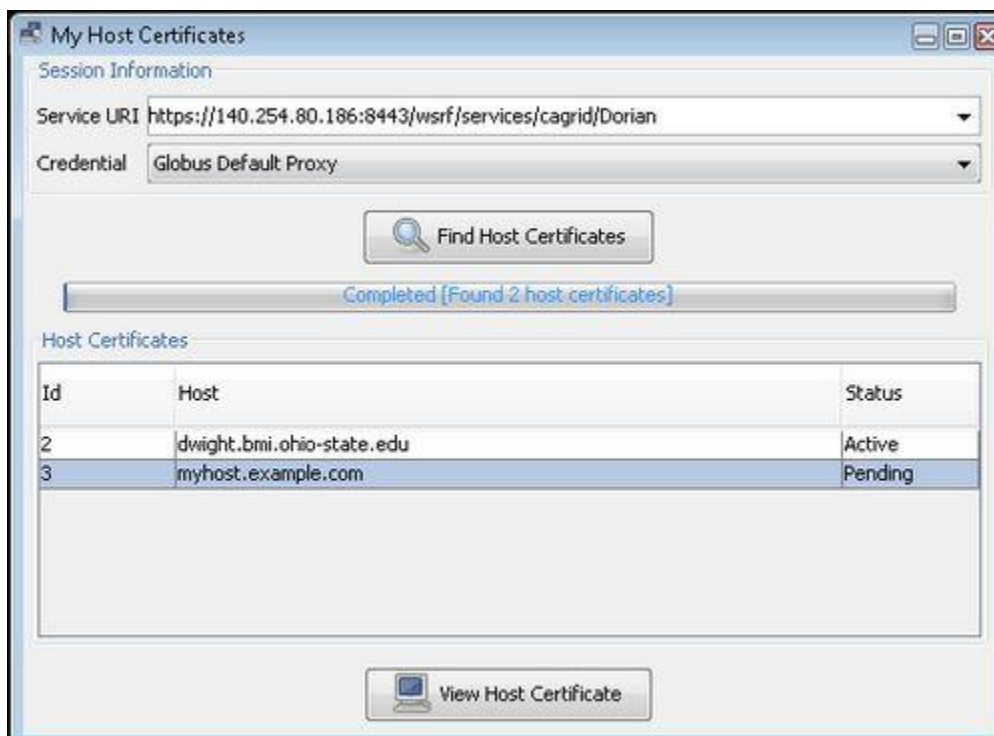 My Host Certificates
Session Information
Service URI https://140.254.80.186:8443/wsrf/services/cagrid/Dorian
Credential Globus Default Proxy
Find Host Certificates
Completed [Found 2 host certificates]
Host Certificates
Id Host Status
2 dwight.bmi.ohio-state.edu Active
3 myhost.example.com Pending
View Host Certificate